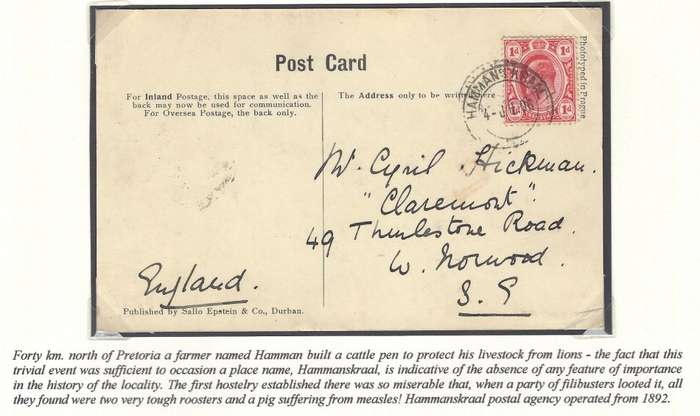 Post Card
For Inland Postage, this space as well as the
back may now be used for communication.
For Oversea Postage, the back only.
The Address only to be here
1d 1d
1d
HAMMANSKRAAL
Phototyped in Prague
Mr Cyril Hickman.
"Claremont".
49 Thurlestone Road.
W. Norwood.
S. E
England.
Published by Sallo Epstein & Co., Durban.
Forty km. north of Pretoria a farmer named Hamman built a cattle pen to protect his livestock from lions - the fact that this
trivial event was sufficient to occasion a place name, Hammanskraal, is indicative of the absence of any feature of importance
in the history of the locality. The first hostelry established there was so miserable that, when a party of filibusters looted it, all
they found were two very tough roosters and a pig suffering from measles! Hammanskraal postal agency operated from 1892.